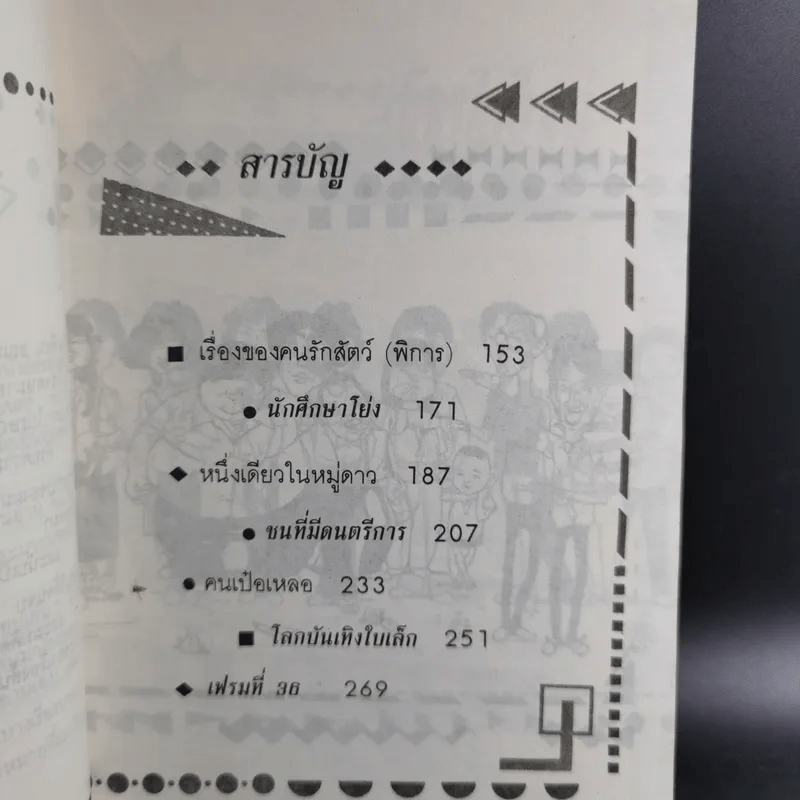 สารบัญ
เรื่องของคนรักสัตว์ (พิการ) 153
นักศึกษาโย่ง 171
หนึ่งเดียวในหมู่ดาว 187
ชนที่มีดนตรีการ 207
คนเป๋อเหลอ 233
โลกบันเทิงใบเล็ก 251
เฟรมที่ 36 269